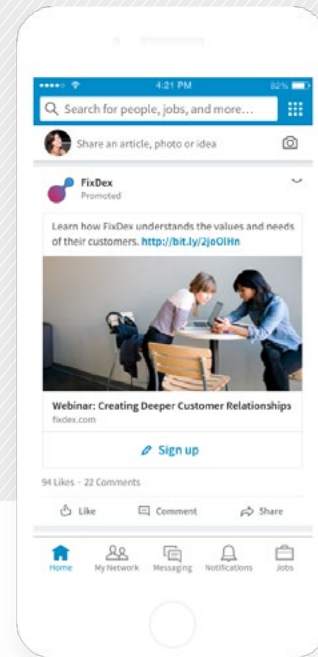 4:21 PM
82%
Search for people, jobs, and more...
Share an article, photo or idea
FixDex
Promoted
Learn how FixDex understands the values and needs
of their customers. http://bit.ly/2joOlHn
Webinar: Creating Deeper Customer Relationships
fixdex.com
Sign up
94 Likes - 22 Comments
Like Comment Share
Home My Network Messaging Notifications Jobs